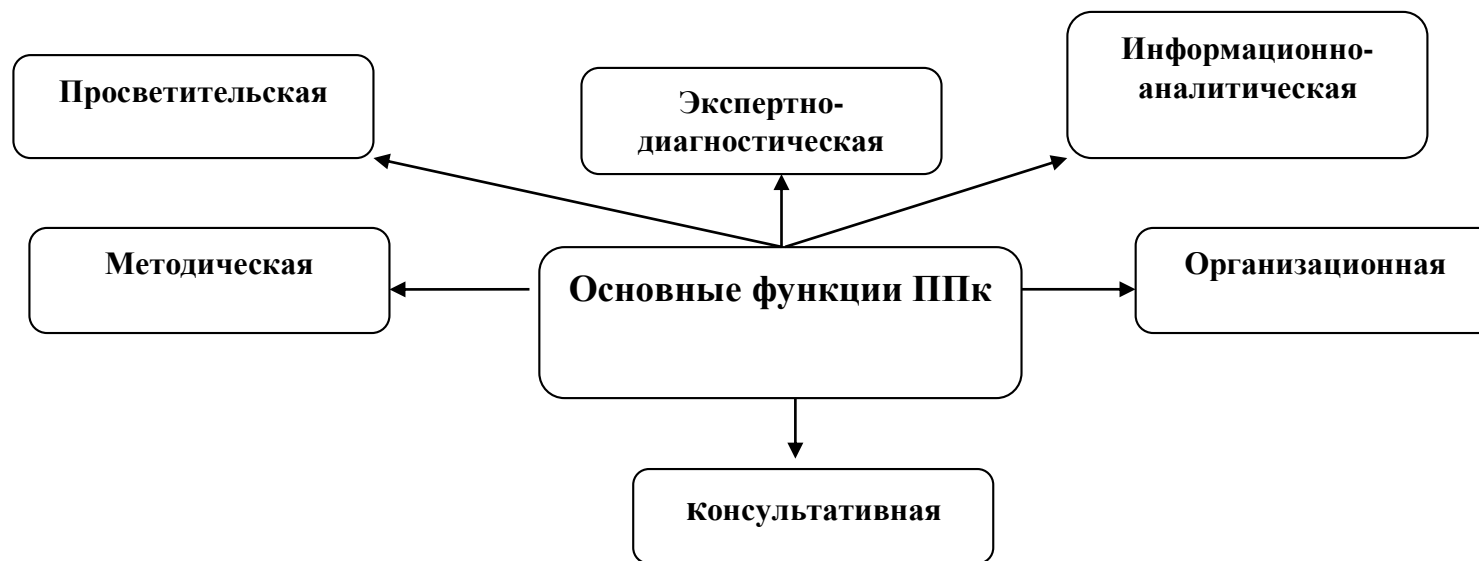 Просветительская
Экспертно-
диагностическая
Информационно-
аналитическая
Методическая
Основные функции ППк
Организационная
консультативная